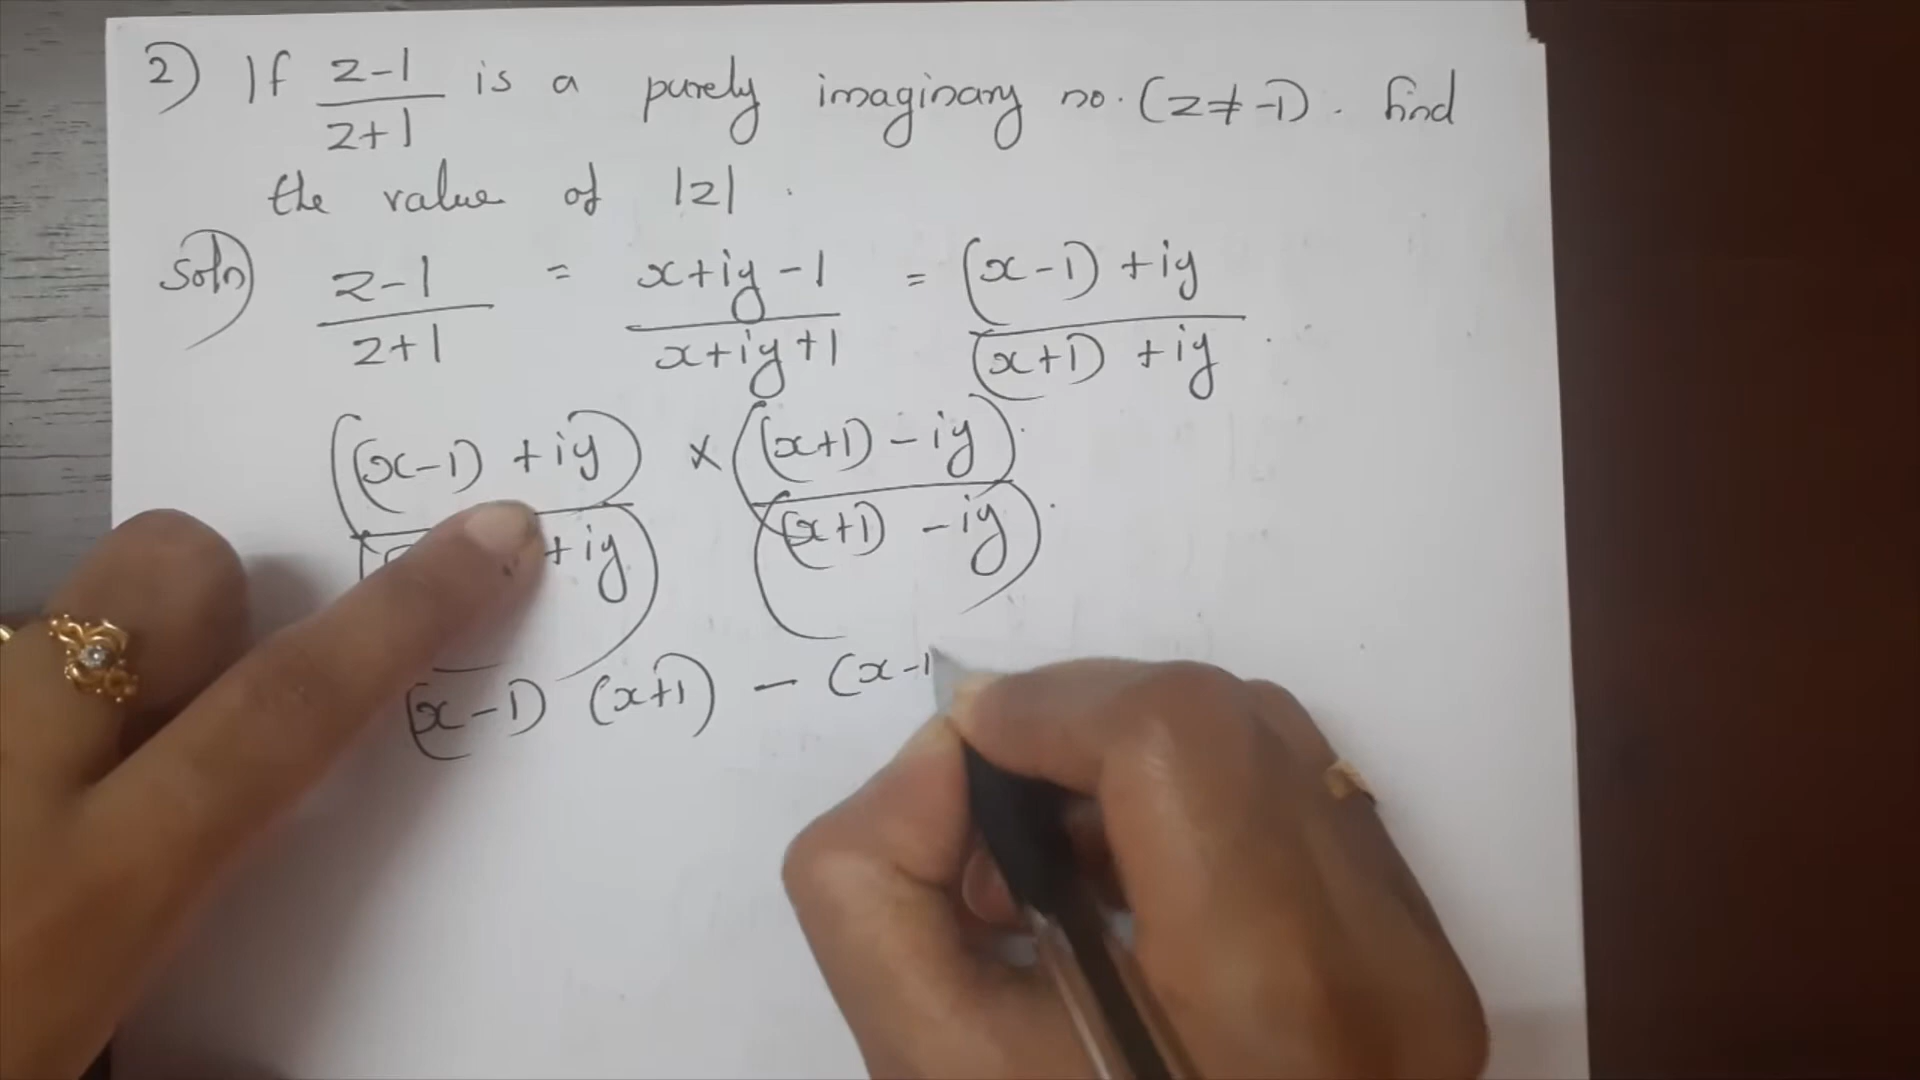 2) If z-1/z+1 is a purely imaginary no. (z≠-1). find
the value of |z|.
Soln) z-1/z+1 = x+iy-1/x+iy+1 = (x-1)+iy/(x+1)+iy.
((x-1)+iy) × ((x+1)-iy)
+iy) ((x+1)-iy)
(x-1) (x+1) - (x-1